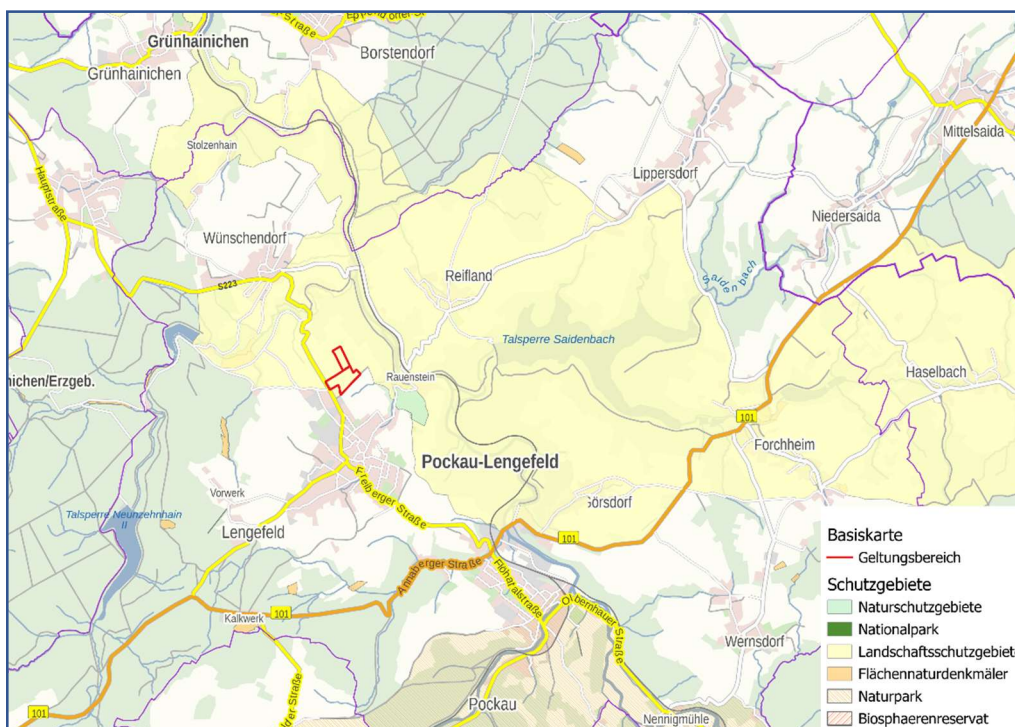 Grünhainichen
Straße
Borstendorf
Grünhainichen
Mittelsaida
Stolzenhain
Lippersdorf
Hauptstraße
Niedersaida
Wünschendorf
Saidenbach
S223
Reifland
Talsperre Saidenbach
nichen/Erzgeb.
Rauenstein
Haselbach
101
Forchheim
Pockau-Lengefeld
Freiberger Straße
Vorwerk
Görsdorf
Talsperre Neunzehnhain
II
Lengefeld
101
Annaberger Straße
Flöhatalstraße
Olbernhauer Straße
Kalkwerk
101
Wernsdorf
101
Pockau
Nennigmühle
Basiskarte
Geltungsbereich
Schutzgebiete
Naturschutzgebiete
Nationalpark
Landschaftsschutzgebiete
Flächennaturdenkmäler
Naturpark
Biosphaerenreservat